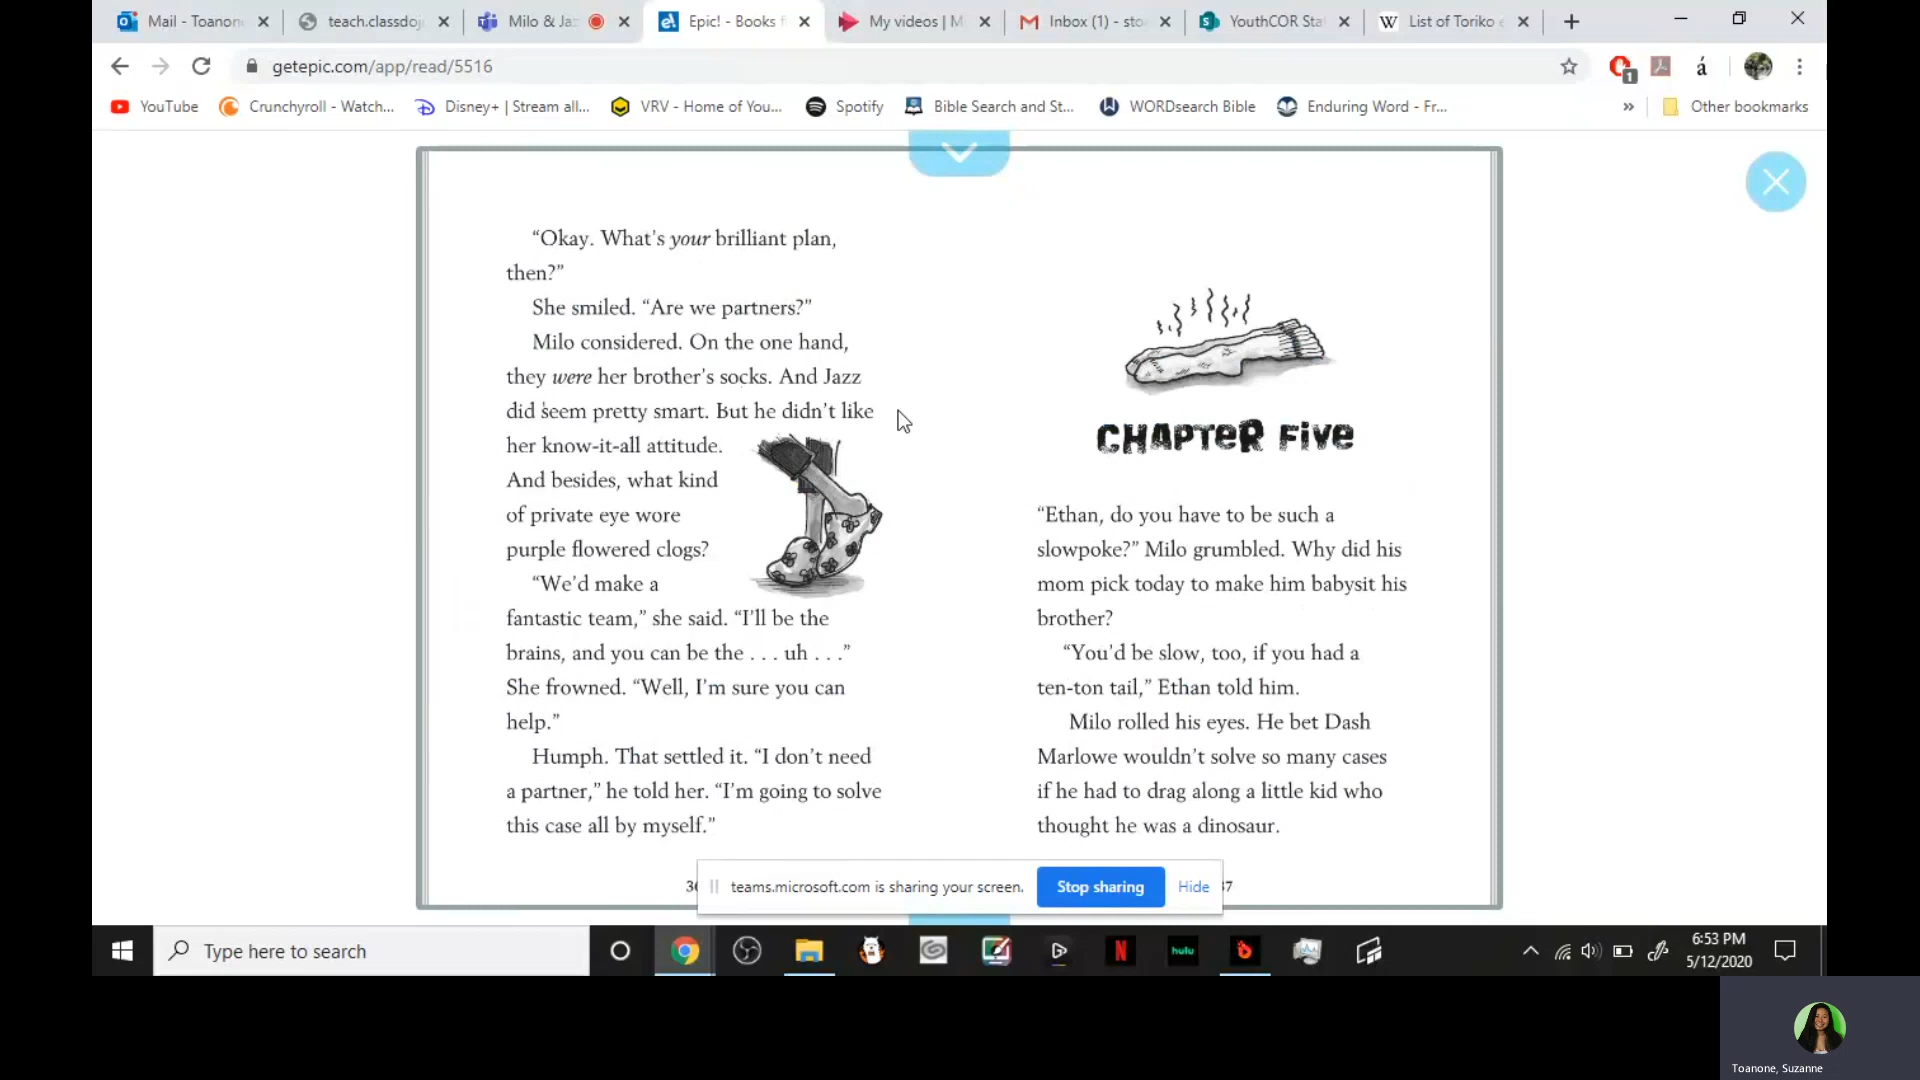 Mail - Toanon
teach.classdoj
Milo & Ja
Epic! - Books f
My videos | M
Inbox (1) - sto
YouthCOR Sta
List of Toriko e
getepic.com/app/read/5516
1
YouTube
Crunchyroll - Watch...
Disney+ | Stream all...
VRV - Home of You...
Spotify
Bible Search and St...
WORDsearch Bible
Enduring Word - Fr...
»
Other bookmarks
“Okay. What’s your brilliant plan,
then?”
She smiled. “Are we partners?”
Milo considered. On the one hand,
they were her brother’s socks. And Jazz
did seem pretty smart. But he didn’t like
her know-it-all attitude.
And besides, what kind
of private eye wore
purple flowered clogs?
“We’d make a
fantastic team,” she said. “I’ll be the
brains, and you can be the . . . uh . . .”
She frowned. “Well, I’m sure you can
help.”
Humph. That settled it. “I don’t need
a partner,” he told her. “I’m going to solve
this case all by myself.”
CHAPTER FIVE
“Ethan, do you have to be such a
slowpoke?” Milo grumbled. Why did his
mom pick today to make him babysit his
brother?
“You’d be slow, too, if you had a
ten-ton tail,” Ethan told him.
Milo rolled his eyes. He bet Dash
Marlowe wouldn’t solve so many cases
if he had to drag along a little kid who
thought he was a dinosaur.
teams.microsoft.com is sharing your screen.
Stop sharing
Hide
Type here to search
hulu
6:53 PM
5/12/2020
Toanone, Suzanne